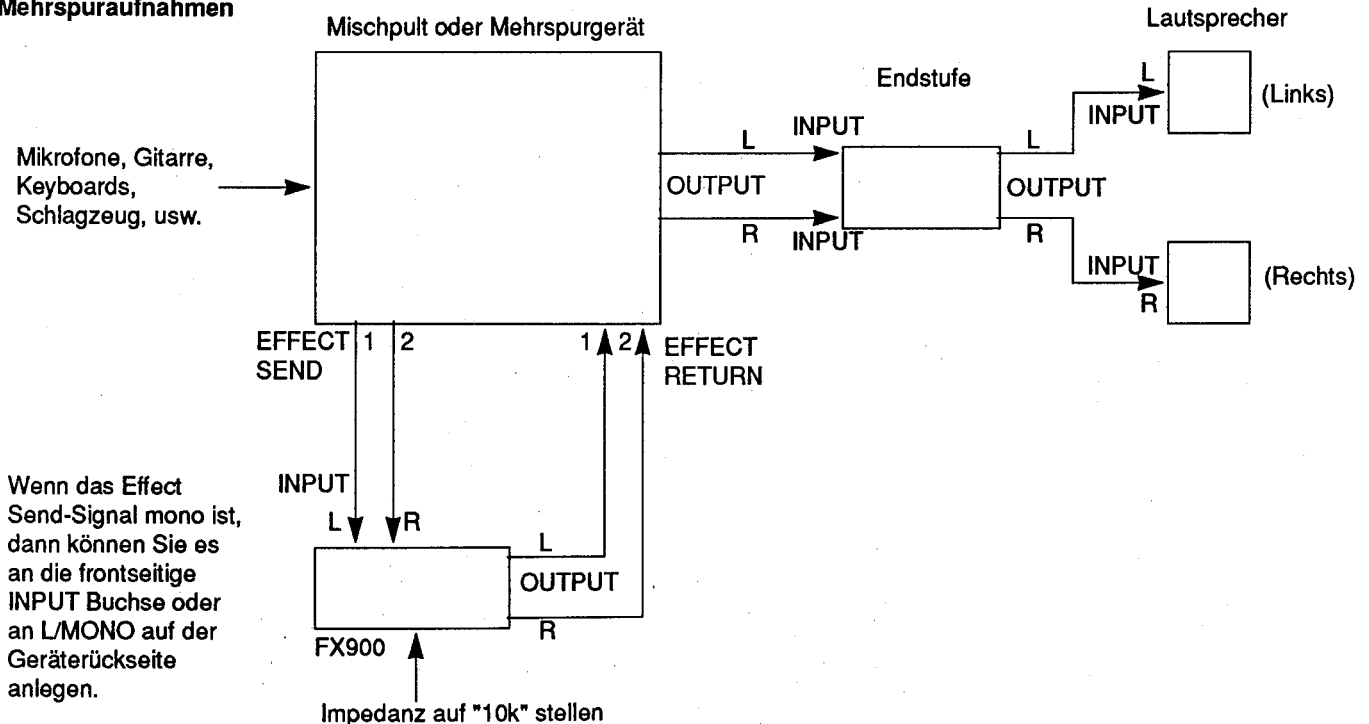 Mehrspuraufnahmen
Mischpult oder Mehrspurgerät
Lautsprecher
Endstufe
L
INPUT
(Links)
Mikrofone, Gitarre,
Keyboards,
Schlagzeug, usw.
L
INPUT
OUTPUT
R
INPUT
L
OUTPUT
R
INPUT
R
(Rechts)
EFFECT
SEND
1
2
1
2
EFFECT
RETURN
Wenn das Effect
Send-Signal mono ist,
dann können Sie es
an die frontseitige
INPUT Buchse oder
an L/MONO auf der
Geräterückseite
anlegen.
INPUT
L
R
L
OUTPUT
R
FX900
Impedanz auf "10k" stellen